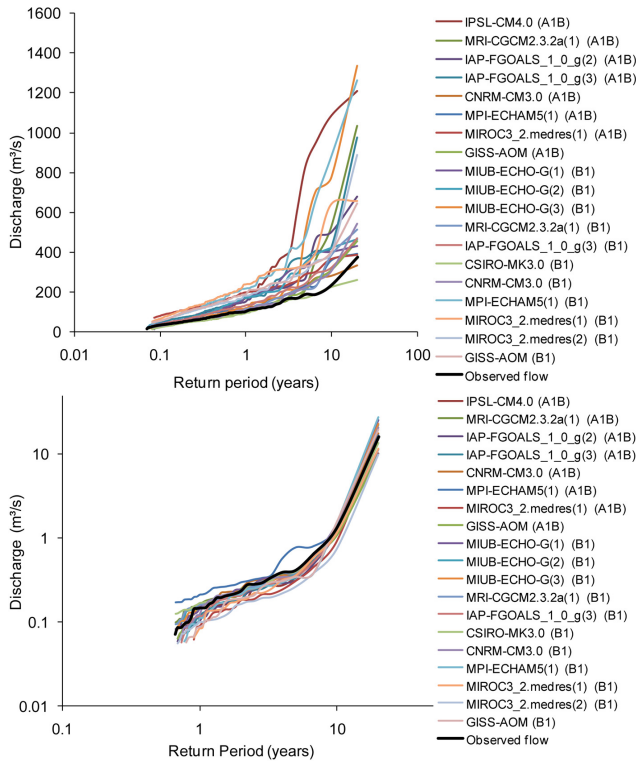 1600
1400
1200
1000
800
600
400
200
0
Discharge (m³/s)
0.01 0.1 1 10 100
Return period (years)
IPSL-CM4.0 (A1B)
MRI-CGCM2.3.2a(1) (A1B)
IAP-FGOALS_1_0_g(2) (A1B)
IAP-FGOALS_1_0_g(3) (A1B)
CNRM-CM3.0 (A1B)
MPI-ECHAM5(1) (A1B)
MIROC3_2.medres(1) (A1B)
GISS-AOM (A1B)
MIUB-ECHO-G(1) (B1)
MIUB-ECHO-G(2) (B1)
MIUB-ECHO-G(3) (B1)
MRI-CGCM2.3.2a(1) (B1)
IAP-FGOALS_1_0_g(3) (B1)
CSIRO-MK3.0 (B1)
CNRM-CM3.0 (B1)
MPI-ECHAM5(1) (B1)
MIROC3_2.medres(1) (B1)
MIROC3_2.medres(2) (B1)
GISS-AOM (B1)
Observed flow
10
1
0.1
0.01
Discharge (m³/s)
0.1 1 10
Return Period (years)
IPSL-CM4.0 (A1B)
MRI-CGCM2.3.2a(1) (A1B)
IAP-FGOALS_1_0_g(2) (A1B)
IAP-FGOALS_1_0_g(3) (A1B)
CNRM-CM3.0 (A1B)
MPI-ECHAM5(1) (A1B)
MIROC3_2.medres(1) (A1B)
GISS-AOM (A1B)
MIUB-ECHO-G(1) (B1)
MIUB-ECHO-G(2) (B1)
MIUB-ECHO-G(3) (B1)
MRI-CGCM2.3.2a(1) (B1)
IAP-FGOALS_1_0_g(3) (B1)
CSIRO-MK3.0 (B1)
CNRM-CM3.0 (B1)
MPI-ECHAM5(1) (B1)
MIROC3_2.medres(1) (B1)
MIROC3_2.medres(2) (B1)
GISS-AOM (B1)
Observed flow